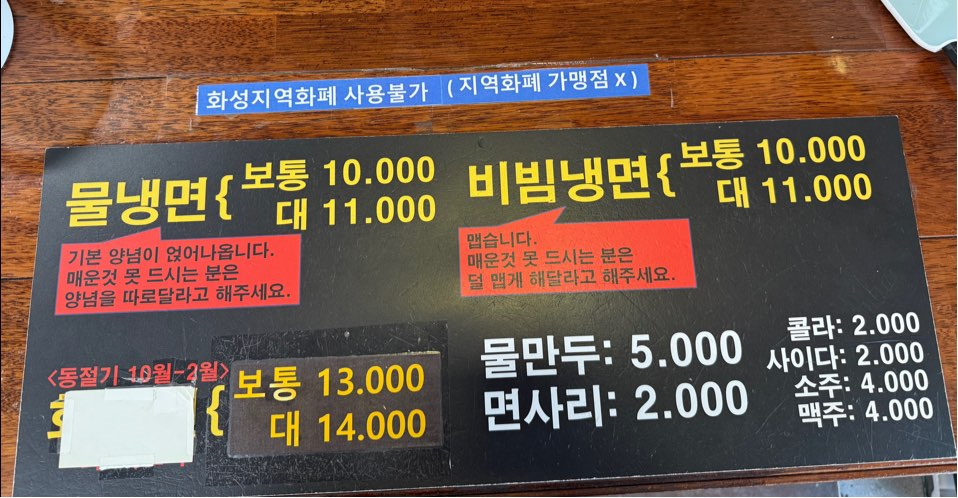 화성지역화폐 사용불가 (지역화폐 가맹점 X)
물냉면{ 보통 10.000
대 11.000
기본 양념이 얹어나옵니다.
매운것 못 드시는 분은
양념을 따로달라고 해주세요.
비빔냉면{ 보통 10.000
대 11.000
맵습니다.
매운것 못 드시는 분은
덜 맵게 해달라고 해주세요.
<동절기 10월-2월>
{ 보통 13.000
대 14.000
물만두: 5.000
면사리: 2.000
콜라: 2.000
사이다: 2.000
소주: 4.000
맥주: 4.000